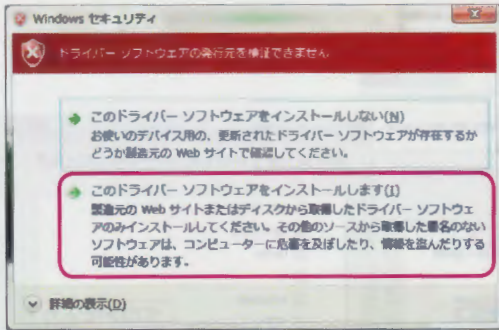 Windows セキュリティ
ドライバー ソフトウェアの発行元を検証できません
このドライバー ソフトウェアをインストールしない(N)
お使いのデバイス用の、更新されたドライバー ソフトウェアが存在するか
どうか製造元の Web サイトで確認してください。
このドライバー ソフトウェアをインストールします(I)
製造元の Web サイトまたはディスクから取得したドライバー ソフトウェ
アのみインストールしてください。その他のソースから取得した署名のない
ソフトウェアは、コンピューターに危害を及ぼしたり、情報を盗んだりする
可能性があります。
詳細の表示(D)